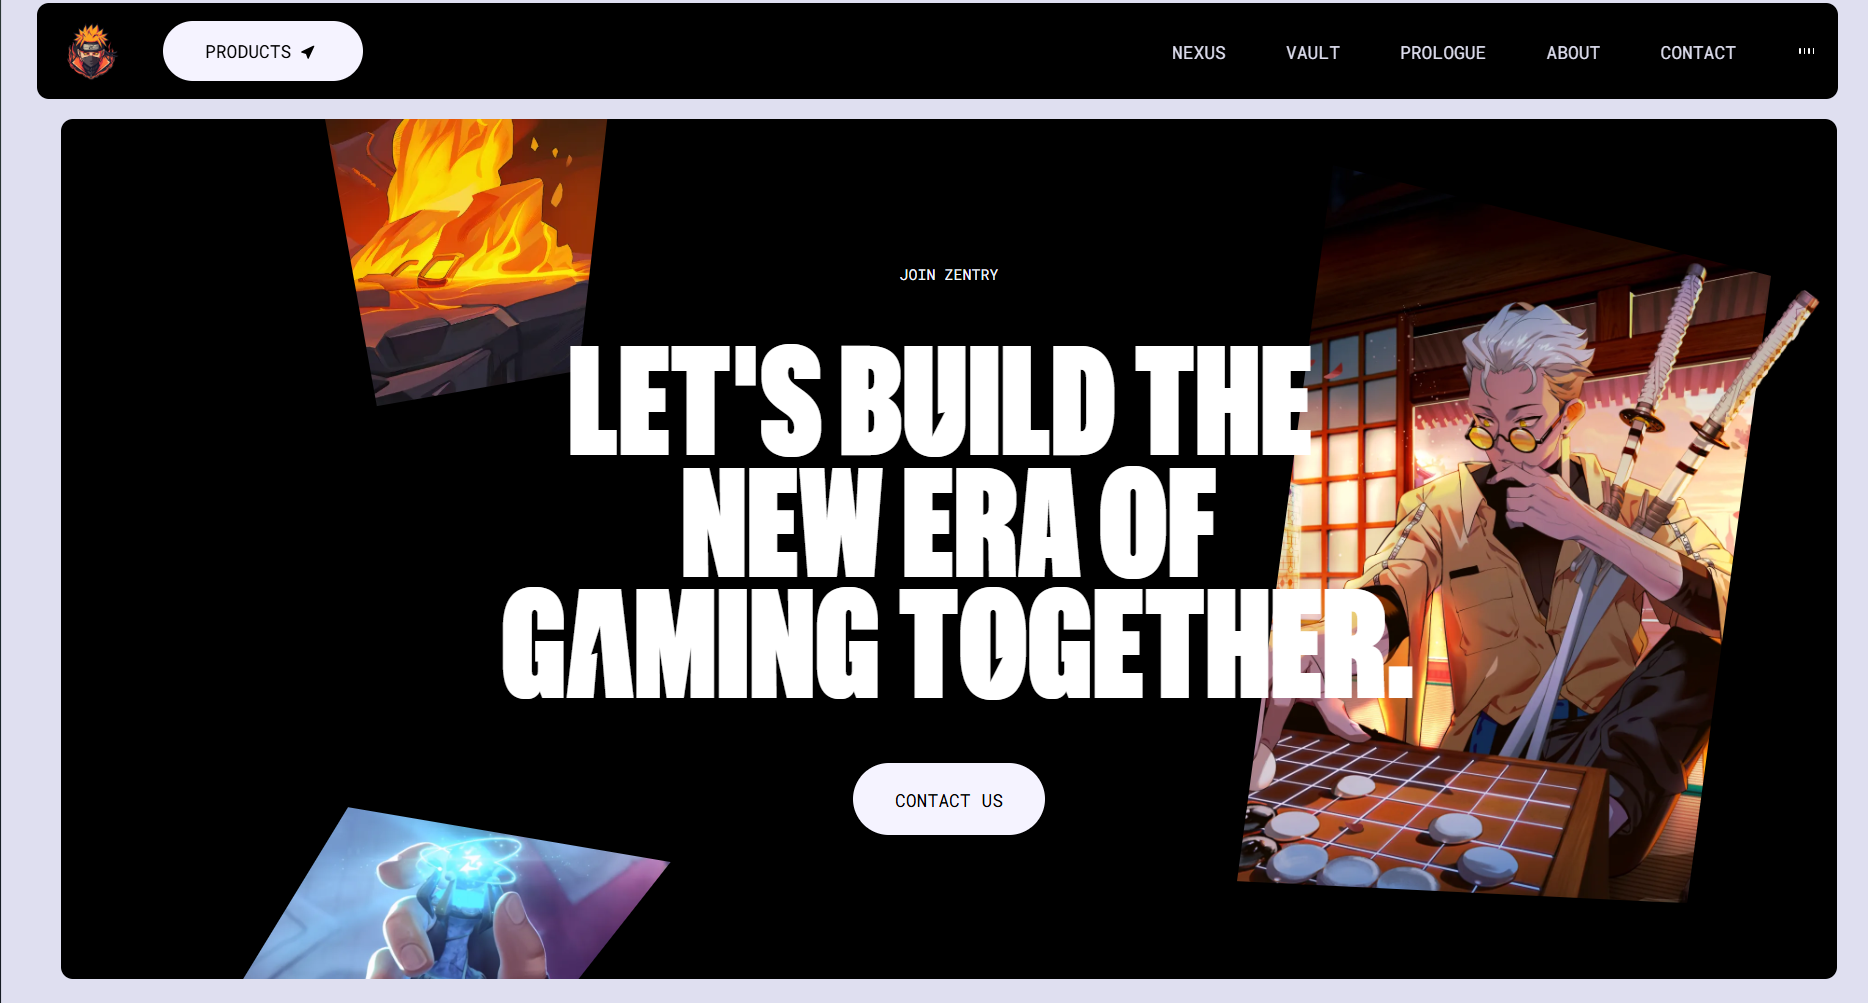 PRODUCTS
NEXUS
VAULT
PROLOGUE
ABOUT
CONTACT
JOIN ZENTRY
LET'S BUILD THE
NEW ERA OF
GAMING TOGETHER.
CONTACT US